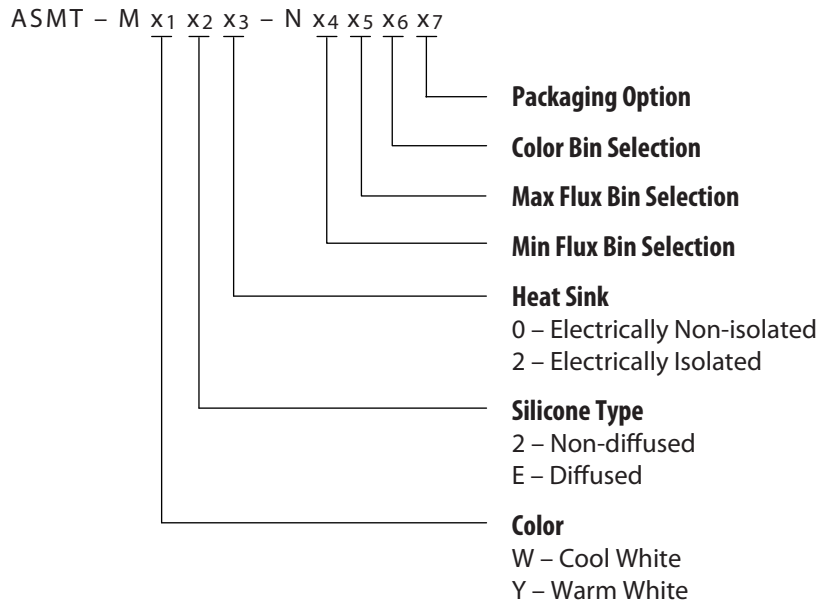 ASMT – M x1 x2 x3 – N x4 x5 x6 x7
Packaging Option
Color Bin Selection
Max Flux Bin Selection
Min Flux Bin Selection
Heat Sink
0 – Electrically Non-isolated
2 – Electrically Isolated
Silicone Type
2 – Non-diffused
E – Diffused
Color
W – Cool White
Y – Warm White